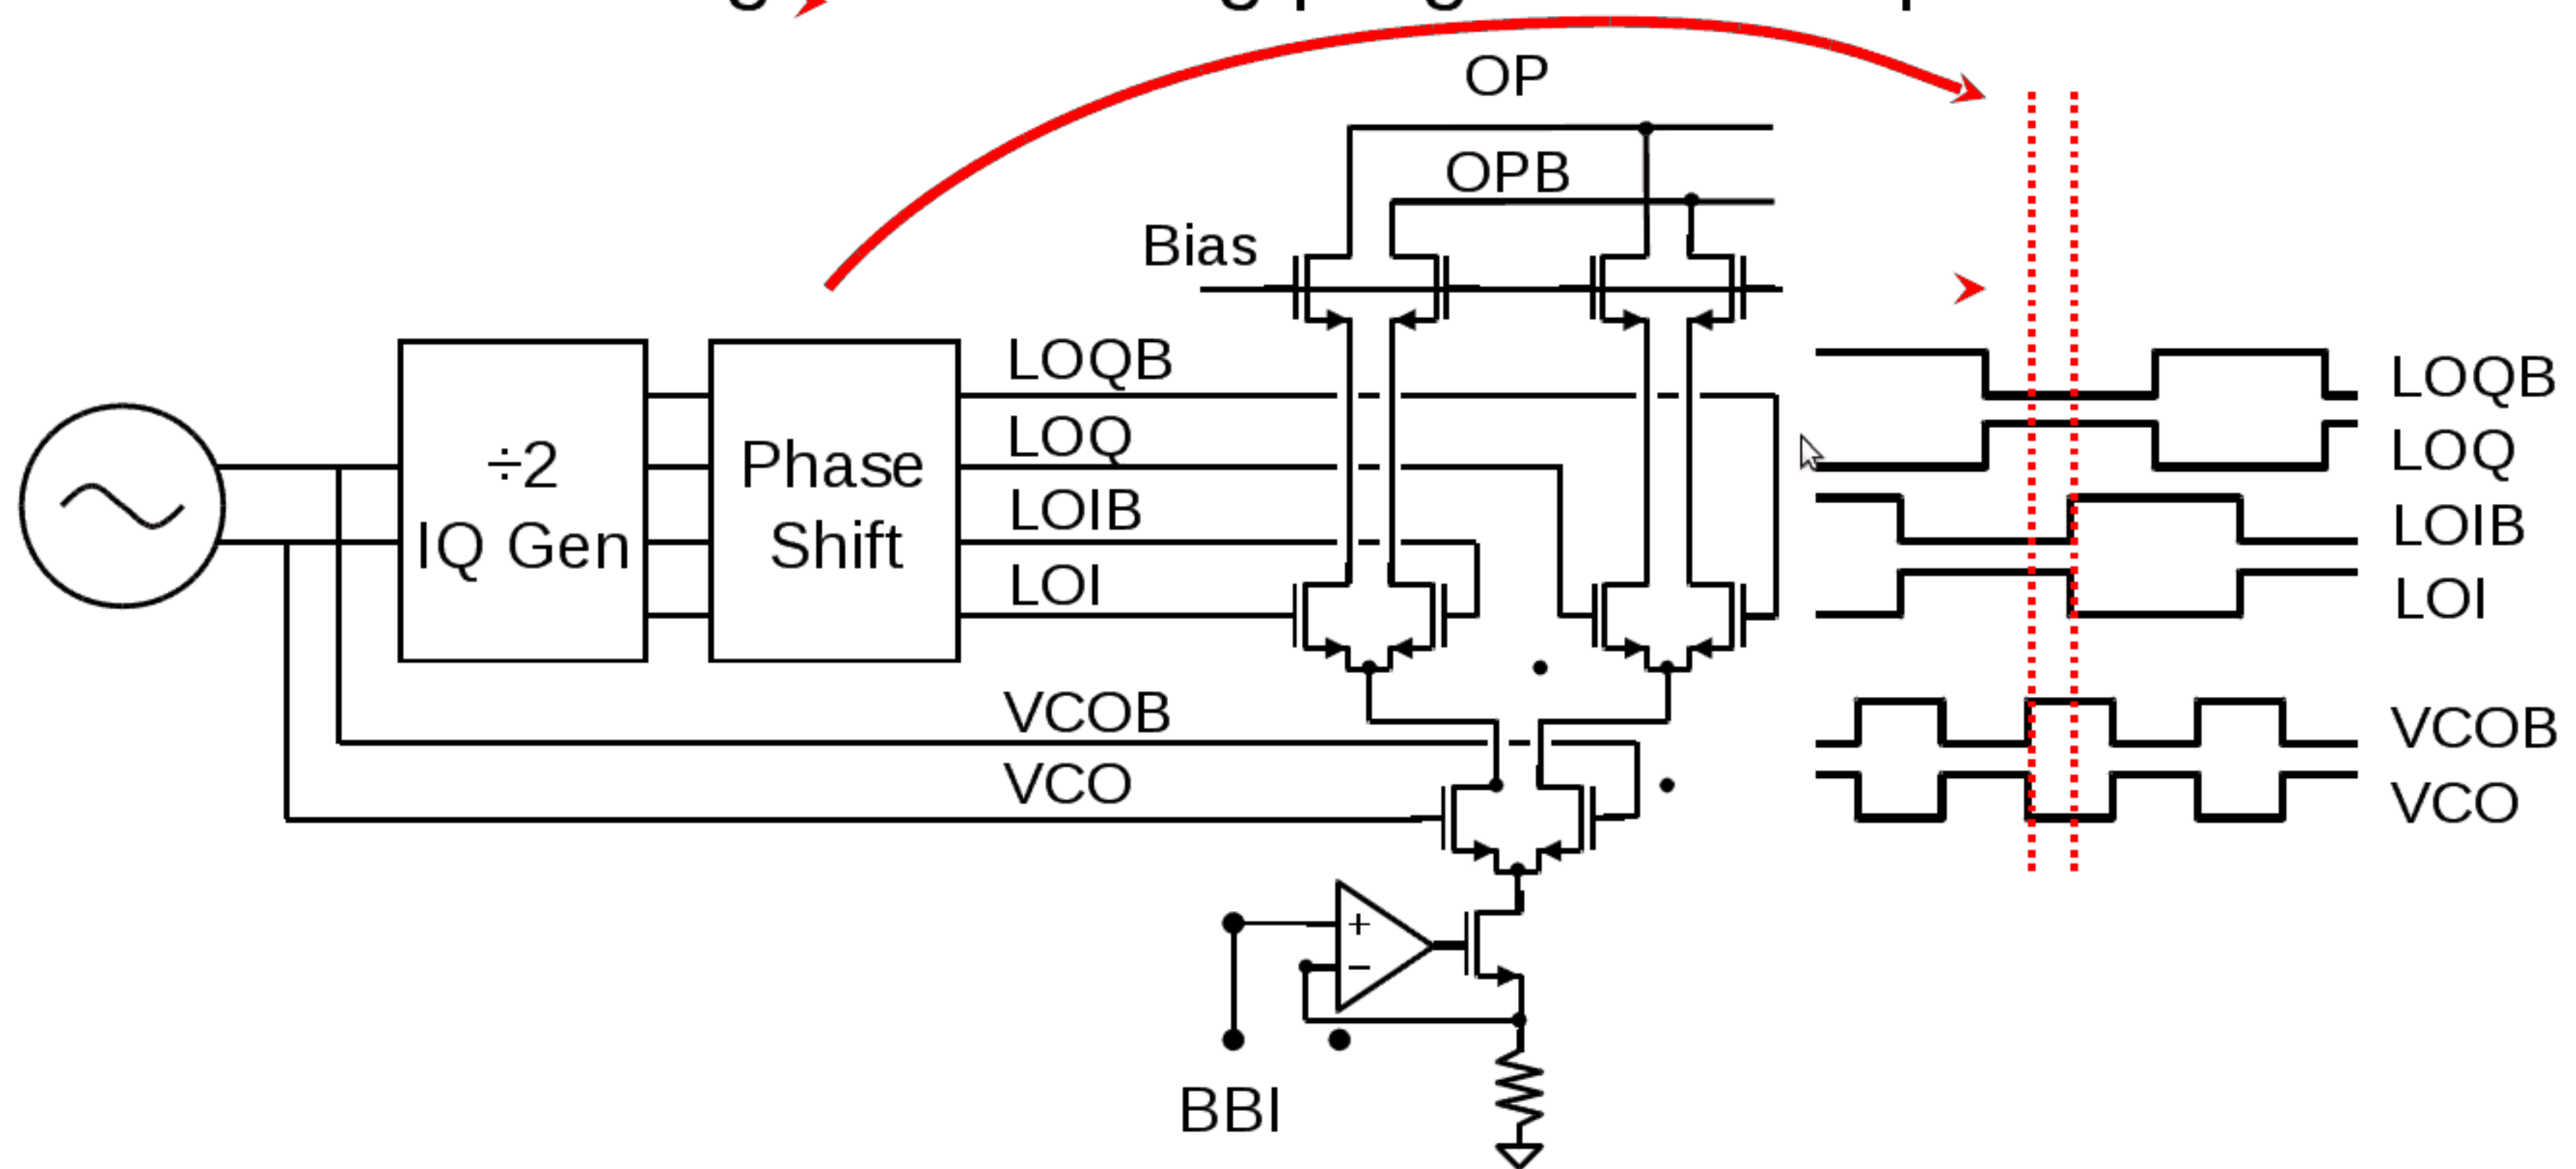 OP
OPB
Bias
÷2
IQ Gen
Phase
Shift
LOQB
LOQ
LOIB
LOI
VCOB
VCO
+
−
BBI
LOQB
LOQ
LOIB
LOI
VCOB
VCO